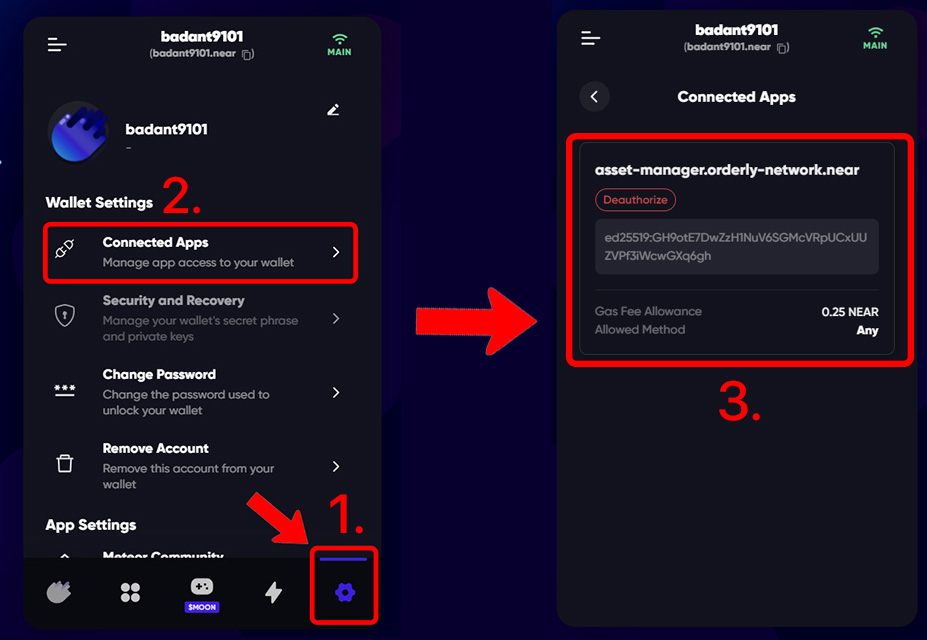 badant9101
(badant9101.near
MAIN
badant9101
-
Wallet Settings
2.
Connected Apps
Manage app access to your wallet
Security and Recovery
Manage your wallet's secret phrase
and private keys
Change Password
Change the password used to
unlock your wallet
Remove Account
Remove this account from your
wallet
1.
App Settings
Meteor Community
$MOON
badant9101
(badant9101.near
MAIN
Connected Apps
asset-manager.orderly-network.near
Deauthorize
ed25519:GH9otE7DwZzH1NuV6SGMcVRpUCxUU
ZVPf3iWcwGXq6gh
Gas Fee Allowance
0.25 NEAR
Allowed Method
Any
3.